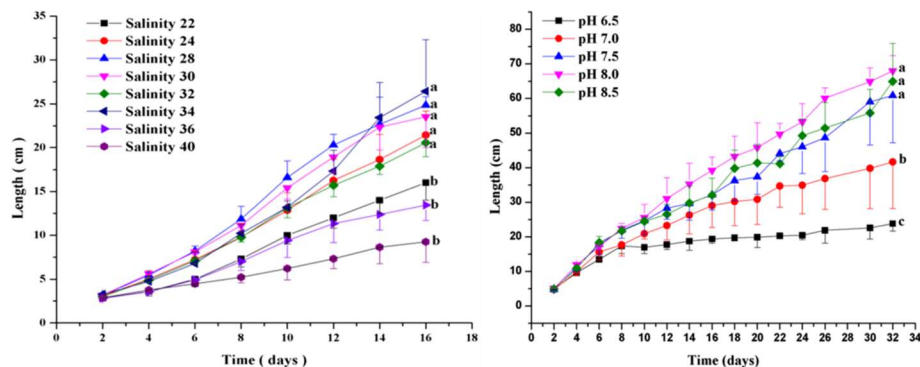 35
30
25
20
15
10
5
0
Length (cm)
Salinity 22
Salinity 24
Salinity 28
Salinity 30
Salinity 32
Salinity 34
Salinity 36
Salinity 40
a
a
a
a
b
b
b
0 2 4 6 8 10 12 14 16 18
Time ( days)
80
70
60
50
40
30
20
10
0
Length (cm)
pH 6.5
pH 7.0
pH 7.5
pH 8.0
pH 8.5
a
a
a
b
c
2 4 6 8 10 12 14 16 18 20 22 24 26 28 30 32 34
Time (days)